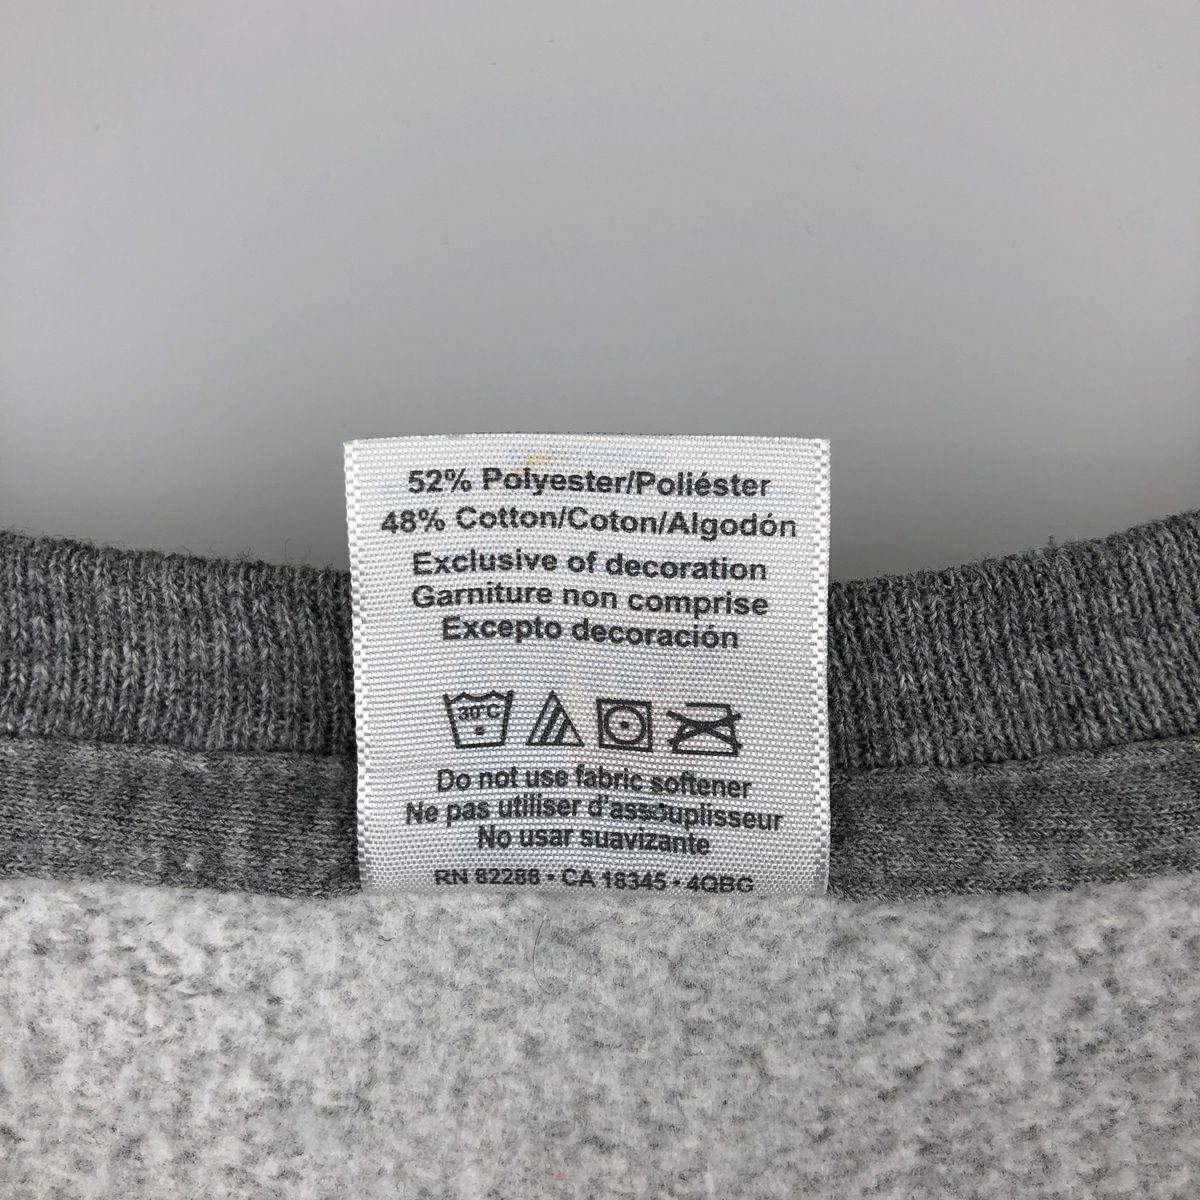 52% Polyester/Poliéster
48% Cotton/Coton/Algodón
Exclusive of decoration
Garniture non comprise
Excepto decoración
30°C
Do not use fabric softener
Ne pas utiliser d'assouplisseur
No usar suavizante
RN 82288 • CA 18345 • 4QBG